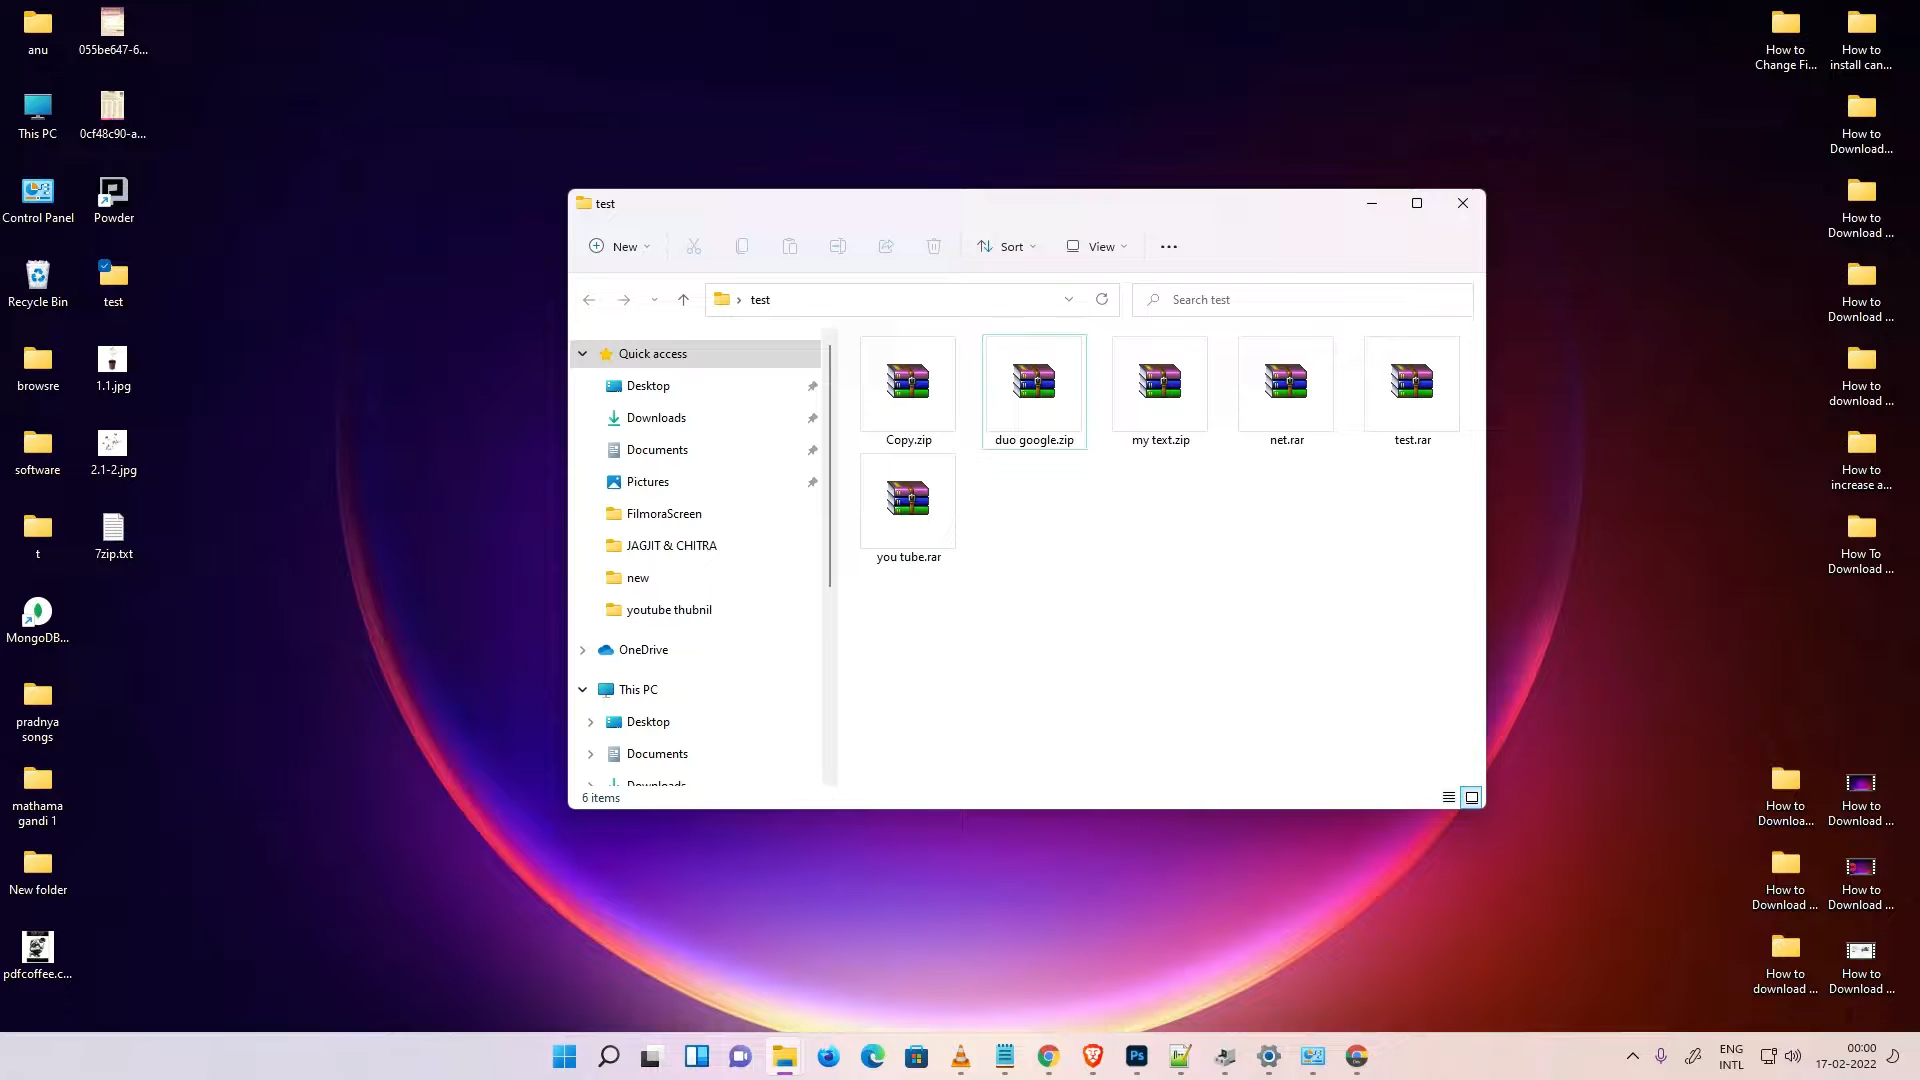 anu
055be647-6...
This PC
0cf48c90-a...
Control Panel
Powder
Recycle Bin
test
browsre
1.1.jpg
software
2.1-2.jpg
t
7zip.txt
MongoDB...
pradnya
songs
mathama
gandi 1
New folder
pdfcoffee.c...
test
New
Sort
View
test
Search test
Quick access
Desktop
Downloads
Documents
Pictures
FilmoraScreen
JAGJIT & CHITRA
new
youtube thubnil
OneDrive
This PC
Desktop
Documents
Downloads
6 items
Copy.zip
duo google.zip
my text.zip
net.rar
test.rar
you tube.rar
How to
Change Fi...
How to
install can...
How to
Download...
How to
Download ...
How to
Download ...
How to
download ...
How to
increase a...
How To
Download ...
How to
Downloa...
How to
Download ...
How to
Download ...
How to
Download ...
How to
download ...
How to
Download ...
Ps
ENG
INTL
00:00
17-02-2022